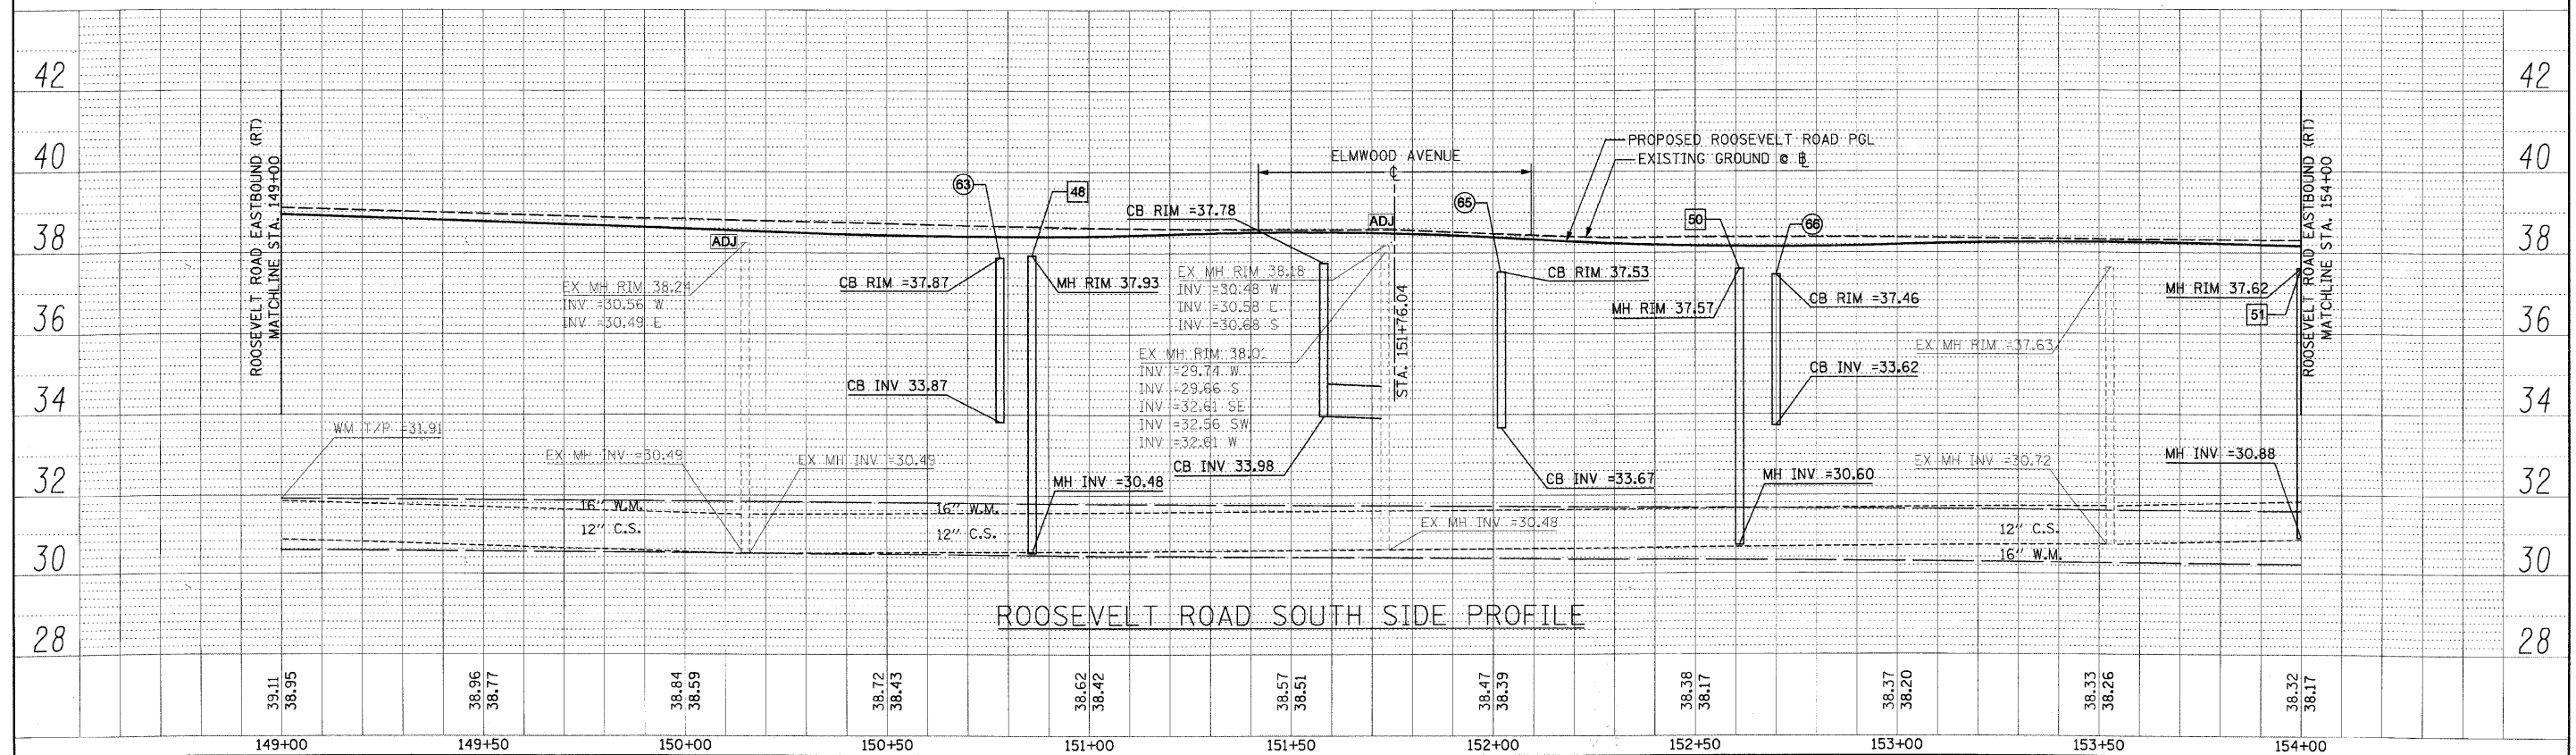 42
42
40
40
38
38
36
36
34
34
32
32
30
30
28
28
ROOSEVELT ROAD EASTBOUND (RT)
MATCHLINE STA. 149+00
WM T/P =31.91
EX MH RIM 38.24
INV =30.56 W
INV =30.49 E
ADJ
EX MH INV =30.49
EX MH INV =30.49
16" W.M.
12" C.S.
63
48
CB RIM =37.87
CB INV 33.87
MH RIM 37.93
MH INV =30.48
16" W.M.
12" C.S.
CB RIM =37.78
ELMWOOD AVENUE
℄
ADJ
EX MH RIM 38.18
INV =30.48 W
INV =30.58 E
INV =30.68 S
EX MH RIM 38.01
INV =29.74 W
INV =29.66 S
INV =32.61 SE
INV =32.56 SW
INV =32.61 W
CB INV 33.98
STA. 151+76.04
EX MH INV =30.48
65
CB RIM 37.53
CB INV =33.67
PROPOSED ROOSEVELT ROAD PGL
EXISTING GROUND @ ℄
50
66
MH RIM 37.57
CB RIM =37.46
CB INV =33.62
MH INV =30.60
EX MH RIM =37.63
EX MH INV =30.72
12" C.S.
16" W.M.
MH RIM 37.62
51
MH INV =30.88
ROOSEVELT ROAD EASTBOUND (RT)
MATCHLINE STA. 154+00
ROOSEVELT ROAD SOUTH SIDE PROFILE
39.11
38.95
38.96
38.77
38.84
38.59
38.72
38.43
38.62
38.42
38.57
38.51
38.47
38.39
38.38
38.17
38.37
38.20
38.33
38.26
38.32
38.17
149+00
149+50
150+00
150+50
151+00
151+50
152+00
152+50
153+00
153+50
154+00